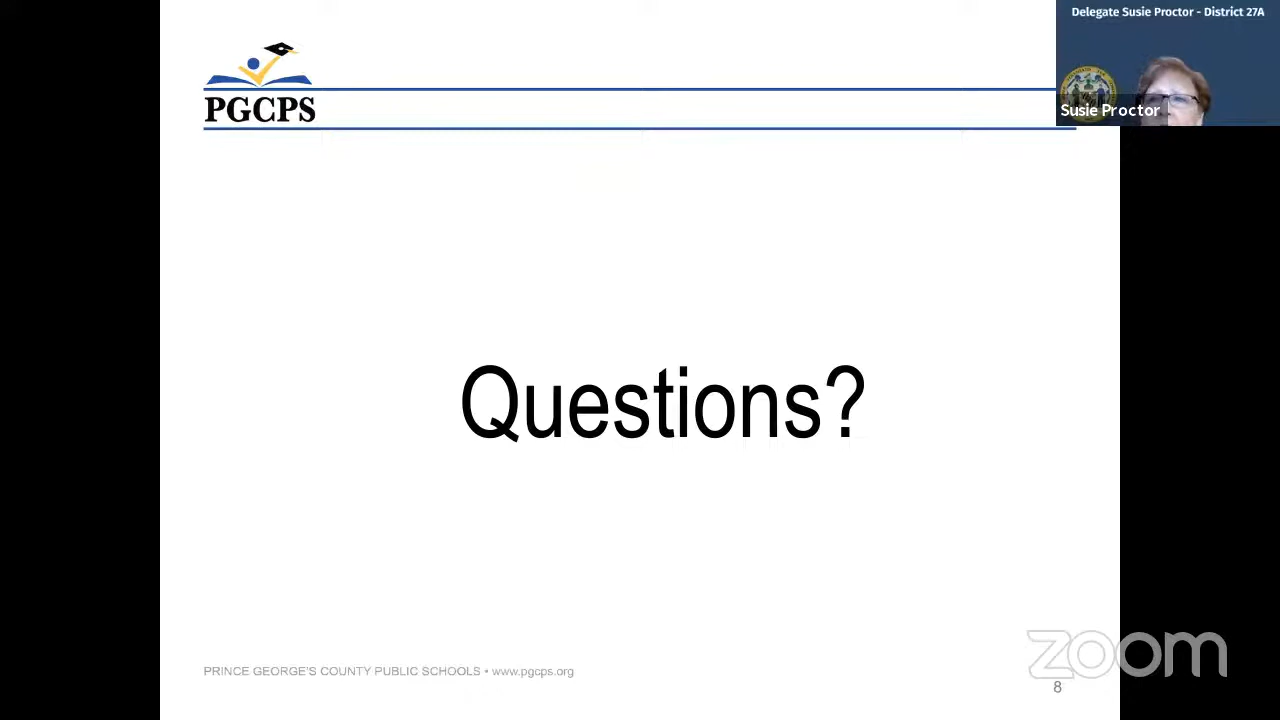 Delegate Susie Proctor - District 27A
Susie Proctor
PGCPS
Questions?
PRINCE GEORGE'S COUNTY PUBLIC SCHOOLS • www.pgcps.org
zoom
8